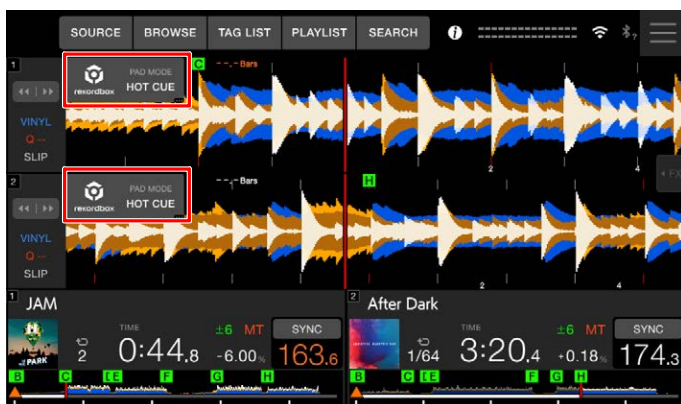 SOURCE BROWSE TAG LIST PLAYLIST SEARCH i ?
1 C --.- Bars
rekordbox PAD MODE HOT CUE
VINYL
Q --
SLIP
2 4
2 --.- Bars H
rekordbox PAD MODE HOT CUE
FX
VINYL
Q --
SLIP
2 4
1 JAM
PARK
TIME
2 0:44.8
±6 MT SYNC
-6.00% 163.6
B C D E F G H
2 After Dark
TIME
1/64 3:20.4
±6 MT SYNC
+0.18% 174.3
B C D E F G H